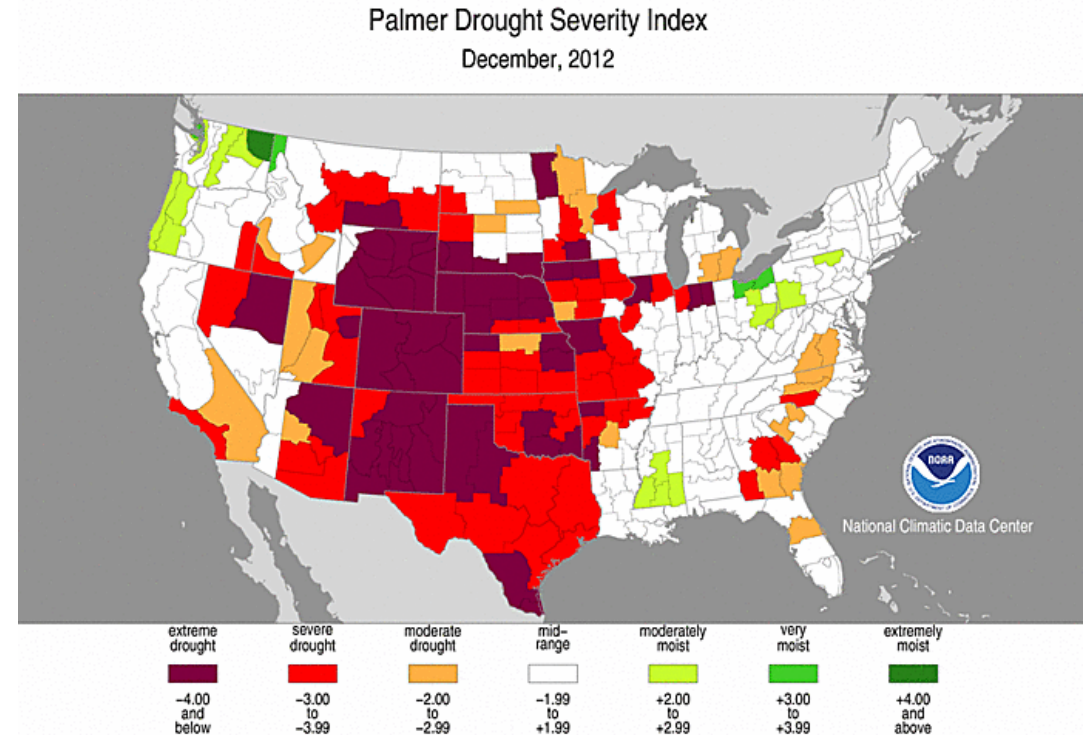 Palmer Drought Severity Index
December, 2012
NOAA
National Climatic Data Center
extreme
drought
severe
drought
moderate
drought
mid-
range
moderately
moist
very
moist
extremely
moist
−4.00
and
below
−3.00
to
−3.99
−2.00
to
−2.99
−1.99
to
+1.99
+2.00
to
+2.99
+3.00
to
+3.99
+4.00
and
above